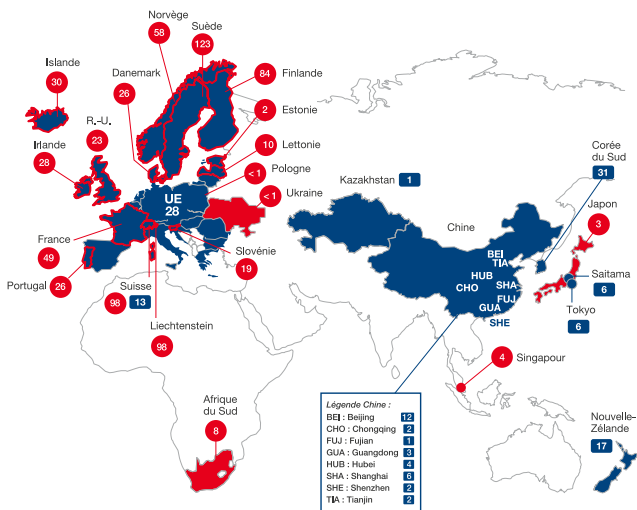 Norvège
58
Suède
123
Islande
30
Danemark
26
84
Finlande
R.-U.
23
2
Estonie
Irlande
28
10
Lettonie
< 1
Pologne
UE
28
< 1
Ukraine
France
49
Slovénie
19
Portugal
26
Suisse
98
13
Liechtenstein
98
Afrique
du Sud
8
Kazakhstan
1
Chine
Corée
du Sud
31
Japon
3
BEI
TIA
HUB
CHO
SHA
FUJ
GUA
SHE
Saitama
6
Tokyo
6
4
Singapour
Nouvelle-
Zélande
17
Légende Chine :
BEI : Beijing 12
CHO : Chongqing 2
FUJ : Fujian 1
GUA : Guangdong 3
HUB : Hubei 4
SHA : Shanghai 6
SHE : Shenzhen 2
TIA : Tianjin 2